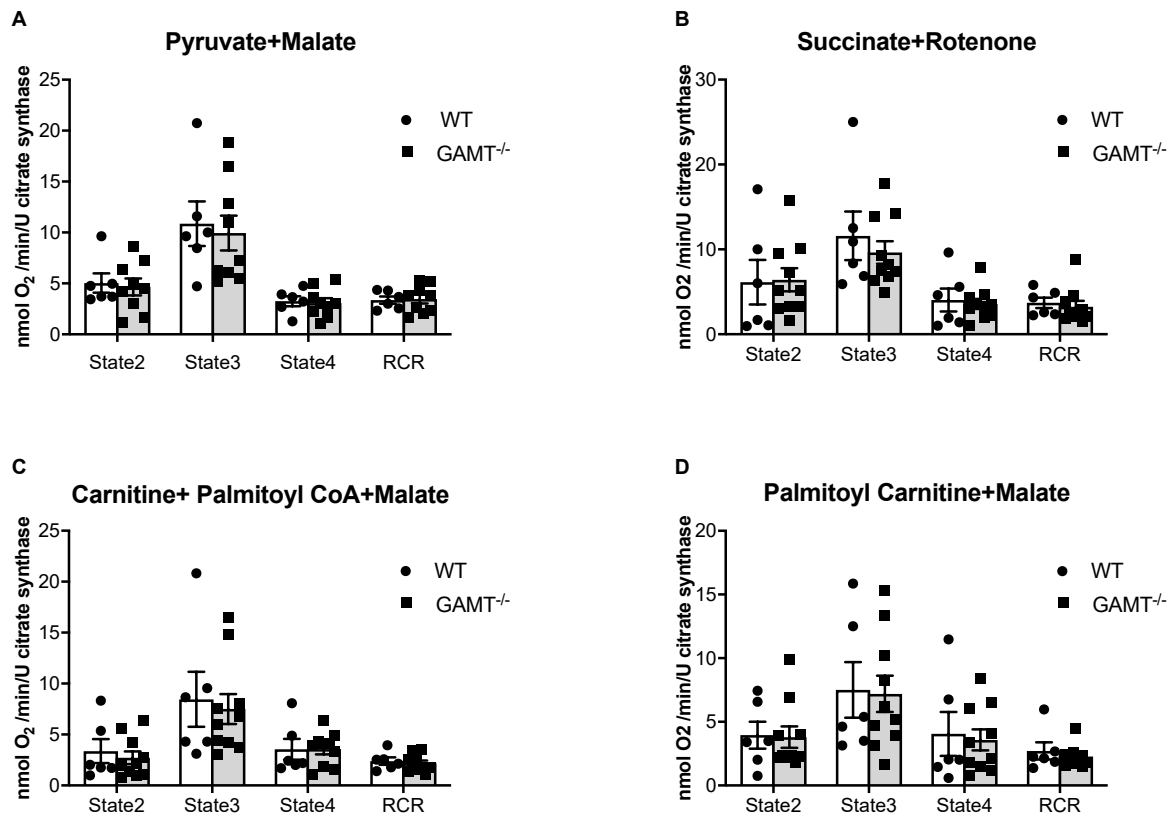 A
Pyruvate+Malate
nmol O₂ /min/U citrate synthase
25
20
15
10
5
0
State2 State3 State4 RCR
WT
GAMT⁻/⁻
B
Succinate+Rotenone
nmol O2 /min/U citrate synthase
30
20
10
0
State2 State3 State4 RCR
WT
GAMT⁻/⁻
C
Carnitine+ Palmitoyl CoA+Malate
nmol O₂ /min/U citrate synthase
25
20
15
10
5
0
State2 State3 State4 RCR
WT
GAMT⁻/⁻
D
Palmitoyl Carnitine+Malate
nmol O2 /min/U citrate synthase
20
15
10
5
0
State2 State3 State4 RCR
WT
GAMT⁻/⁻